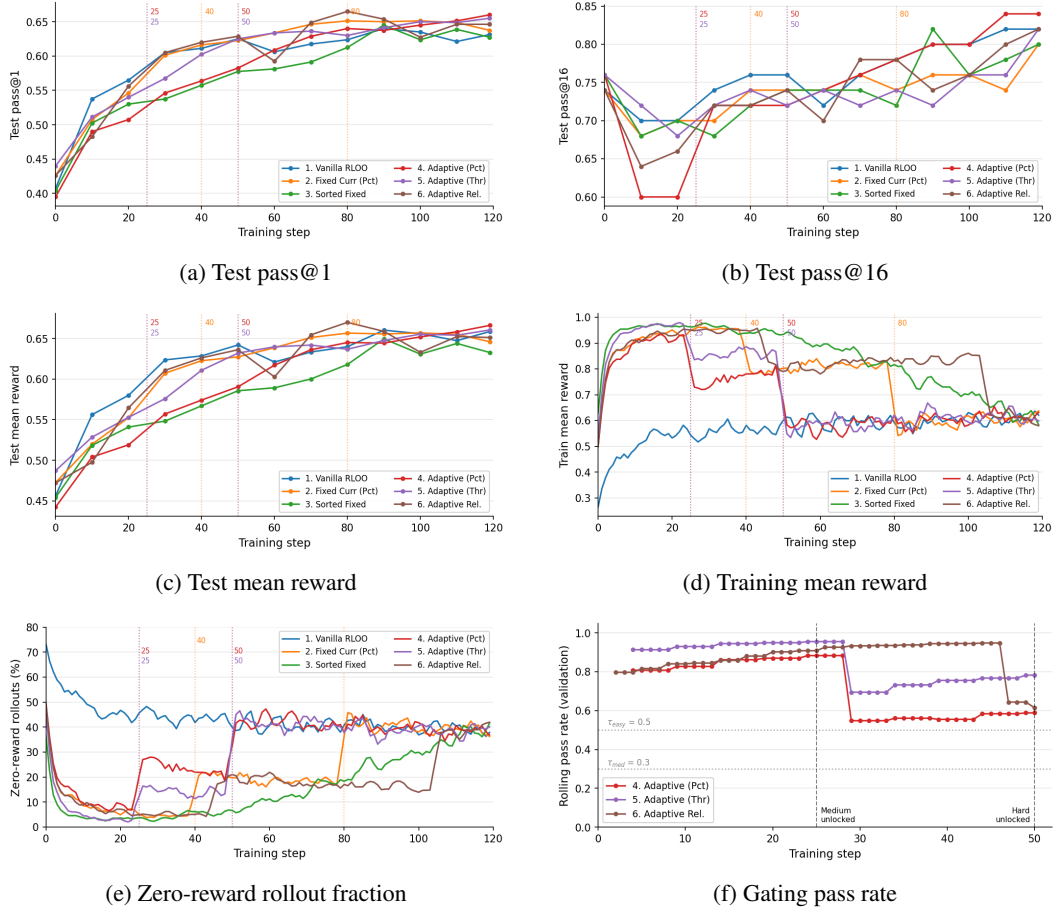 25
25
40
50
50
80
Test pass@1
0.65
0.60
0.55
0.50
0.45
0.40
1. Vanilla RLOO
2. Fixed Curr (Pct)
3. Sorted Fixed
4. Adaptive (Pct)
5. Adaptive (Thr)
6. Adaptive Rel.
0 20 40 60 80 100 120
Training step
(a) Test pass@1
25
25
40
50
50
80
Test pass@16
0.85
0.80
0.75
0.70
0.65
0.60
1. Vanilla RLOO
2. Fixed Curr (Pct)
3. Sorted Fixed
4. Adaptive (Pct)
5. Adaptive (Thr)
6. Adaptive Rel.
0 20 40 60 80 100 120
Training step
(b) Test pass@16
25
25
40
50
50
80
Test mean reward
0.65
0.60
0.55
0.50
0.45
1. Vanilla RLOO
2. Fixed Curr (Pct)
3. Sorted Fixed
4. Adaptive (Pct)
5. Adaptive (Thr)
6. Adaptive Rel.
0 20 40 60 80 100 120
Training step
(c) Test mean reward
25
25
40
50
50
80
Train mean reward
1.0
0.9
0.8
0.7
0.6
0.5
0.4
0.3
1. Vanilla RLOO
2. Fixed Curr (Pct)
3. Sorted Fixed
4. Adaptive (Pct)
5. Adaptive (Thr)
6. Adaptive Rel.
0 20 40 60 80 100 120
Training step
(d) Training mean reward
25
25
40
50
50
Zero-reward rollouts (%)
80
70
60
50
40
30
20
10
0
1. Vanilla RLOO
2. Fixed Curr (Pct)
3. Sorted Fixed
4. Adaptive (Pct)
5. Adaptive (Thr)
6. Adaptive Rel.
0 20 40 60 80 100 120
Training step
(e) Zero-reward rollout fraction
Rolling pass rate (validation)
1.0
0.8
0.6
0.4
0.2
0.0
τeasy = 0.5
τmed = 0.3
4. Adaptive (Pct)
5. Adaptive (Thr)
6. Adaptive Rel.
Medium
unlocked
Hard
unlocked
0 10 20 30 40 50
Training step
(f) Gating pass rate